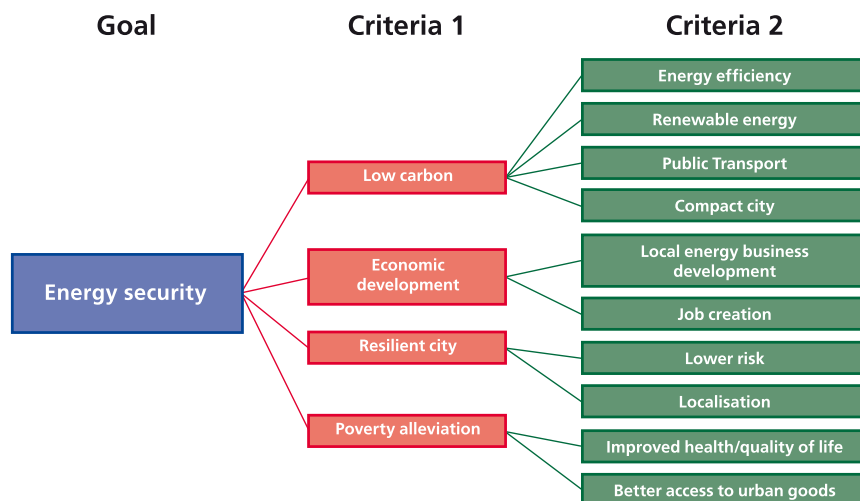 Goal
Criteria 1
Criteria 2
Energy security
Low carbon
Economic
development
Resilient city
Poverty alleviation
Energy efficiency
Renewable energy
Public Transport
Compact city
Local energy business
development
Job creation
Lower risk
Localisation
Improved health/quality of life
Better access to urban goods